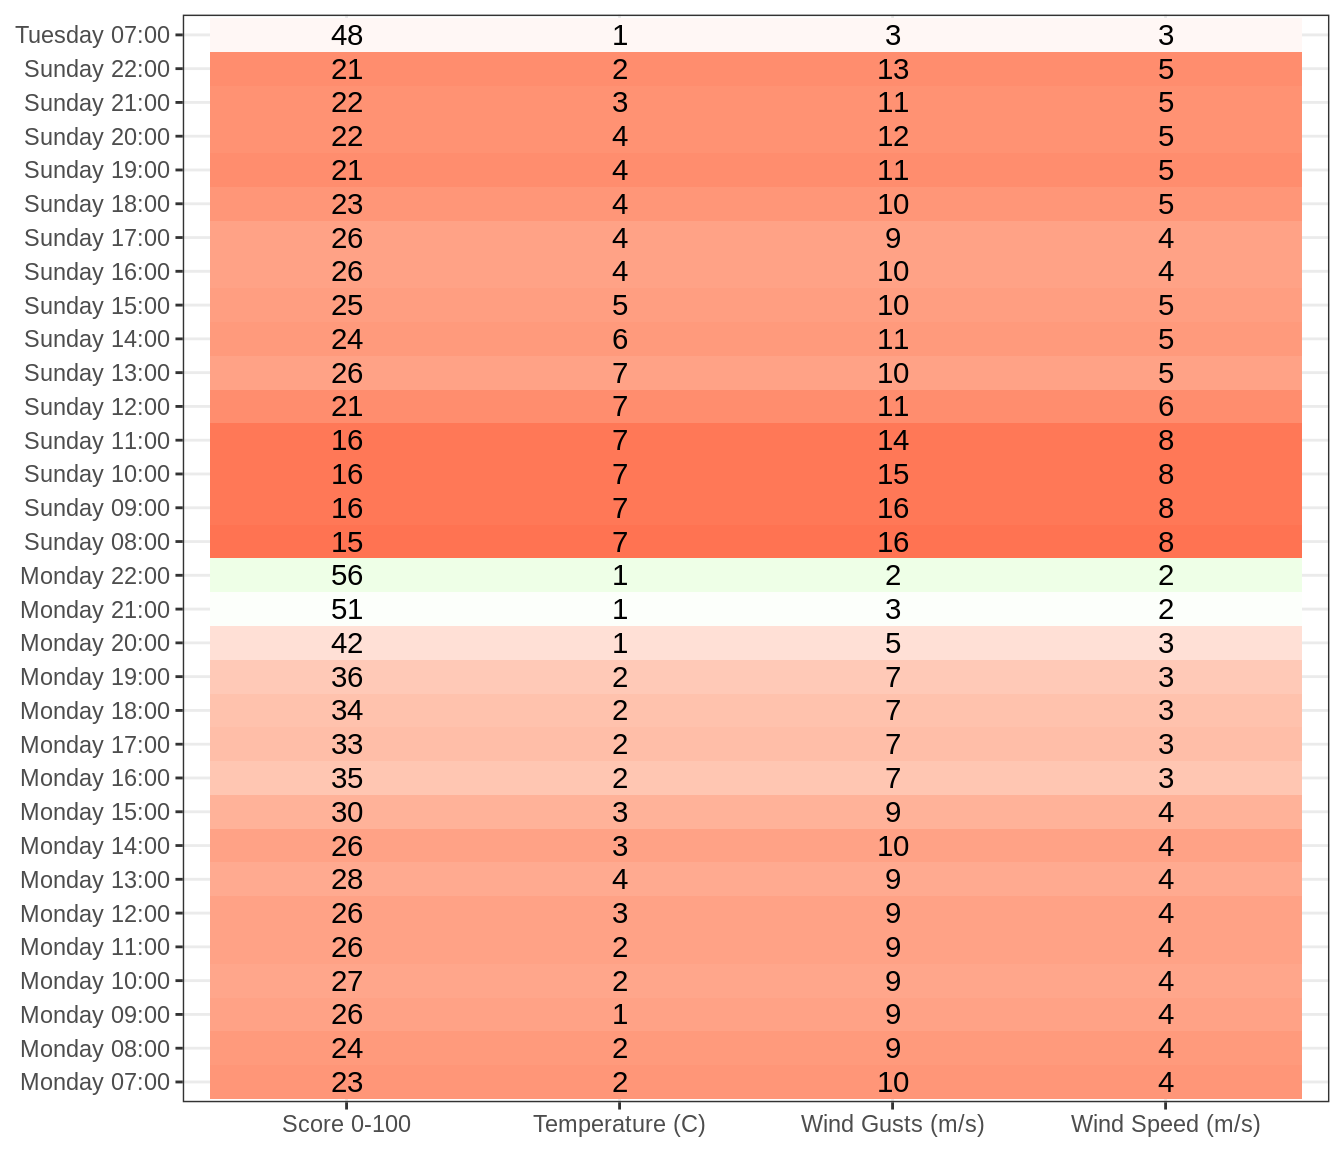 Tuesday 07:00 48 1 3 3
Sunday 22:00 21 2 13 5
Sunday 21:00 22 3 11 5
Sunday 20:00 22 4 12 5
Sunday 19:00 21 4 11 5
Sunday 18:00 23 4 10 5
Sunday 17:00 26 4 9 4
Sunday 16:00 26 4 10 4
Sunday 15:00 25 5 10 5
Sunday 14:00 24 6 11 5
Sunday 13:00 26 7 10 5
Sunday 12:00 21 7 11 6
Sunday 11:00 16 7 14 8
Sunday 10:00 16 7 15 8
Sunday 09:00 16 7 16 8
Sunday 08:00 15 7 16 8
Monday 22:00 56 1 2 2
Monday 21:00 51 1 3 2
Monday 20:00 42 1 5 3
Monday 19:00 36 2 7 3
Monday 18:00 34 2 7 3
Monday 17:00 33 2 7 3
Monday 16:00 35 2 7 3
Monday 15:00 30 3 9 4
Monday 14:00 26 3 10 4
Monday 13:00 28 4 9 4
Monday 12:00 26 3 9 4
Monday 11:00 26 2 9 4
Monday 10:00 27 2 9 4
Monday 09:00 26 1 9 4
Monday 08:00 24 2 9 4
Monday 07:00 23 2 10 4
Score 0-100 Temperature (C) Wind Gusts (m/s) Wind Speed (m/s)